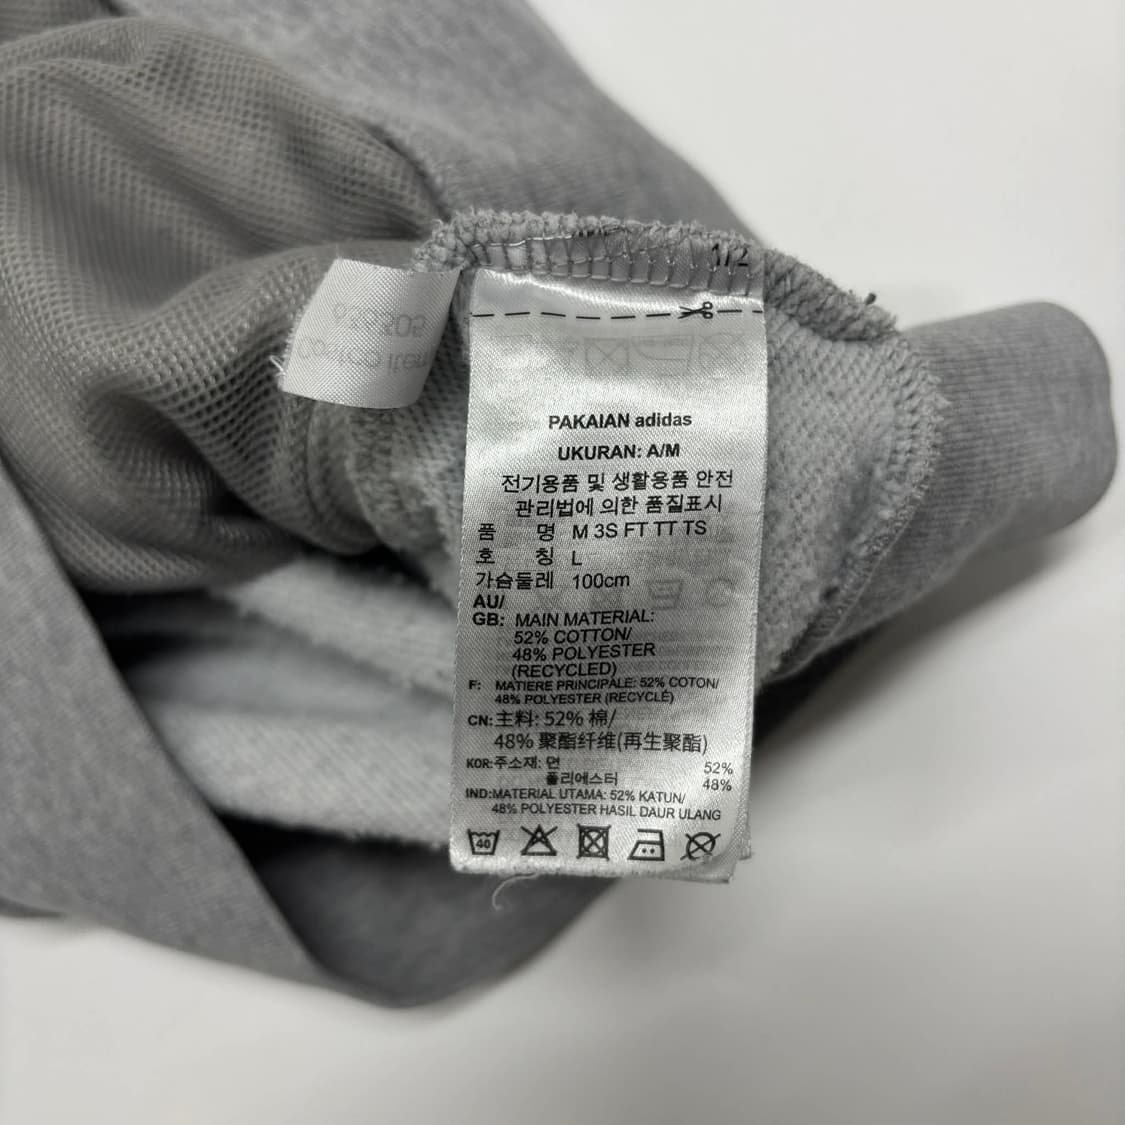 1/2
PAKAIAN adidas
UKURAN: A/M
전기용품 및 생활용품 안전
관리법에 의한 품질표시
품 명 M 3S FT TT TS
호 칭 L
가슴둘레 100cm
AU/
GB: MAIN MATERIAL:
52% COTTON/
48% POLYESTER
(RECYCLED)
F: MATIERE PRINCIPALE: 52% COTON/
48% POLYESTER (RECYCLÉ)
CN: 主料: 52% 棉/
48% 聚酯纤维(再生聚酯)
KOR: 주소재: 면 52%
폴리에스터 48%
IND: MATERIAL UTAMA: 52% KATUN/
48% POLYESTER HASIL DAUR ULANG
40